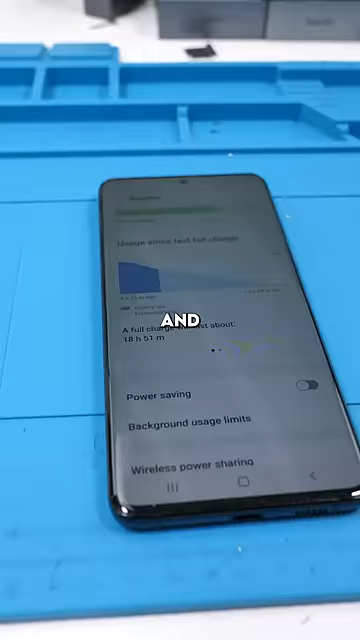 Usage since last full charge
AND
A full charge
about:
18 h 51 m
Power saving
Background usage limits
Wireless power sharing